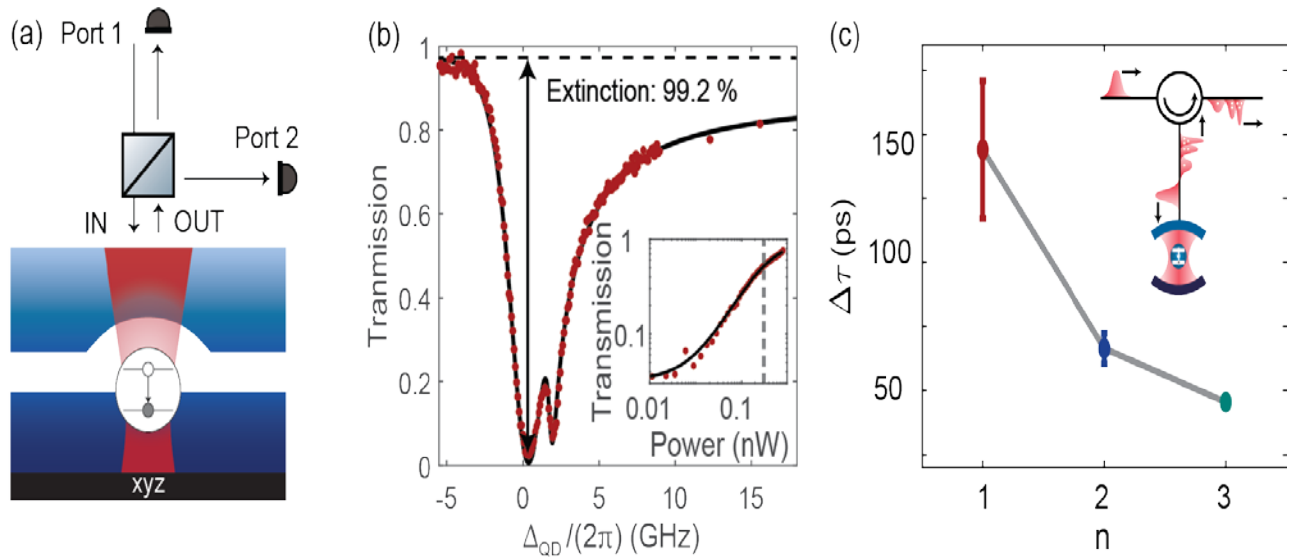 (a)
Port 1
Port 2
IN
OUT
xyz
(b)
Tranmission
1
0.8
0.6
0.4
0.2
0
Extinction: 99.2 %
Transmission
1
0.1
0.01
0.1
Power (nW)
-5
0
5
10
15
Δ_QD/(2π) (GHz)
(c)
Δτ (ps)
150
100
50
1
2
3
n